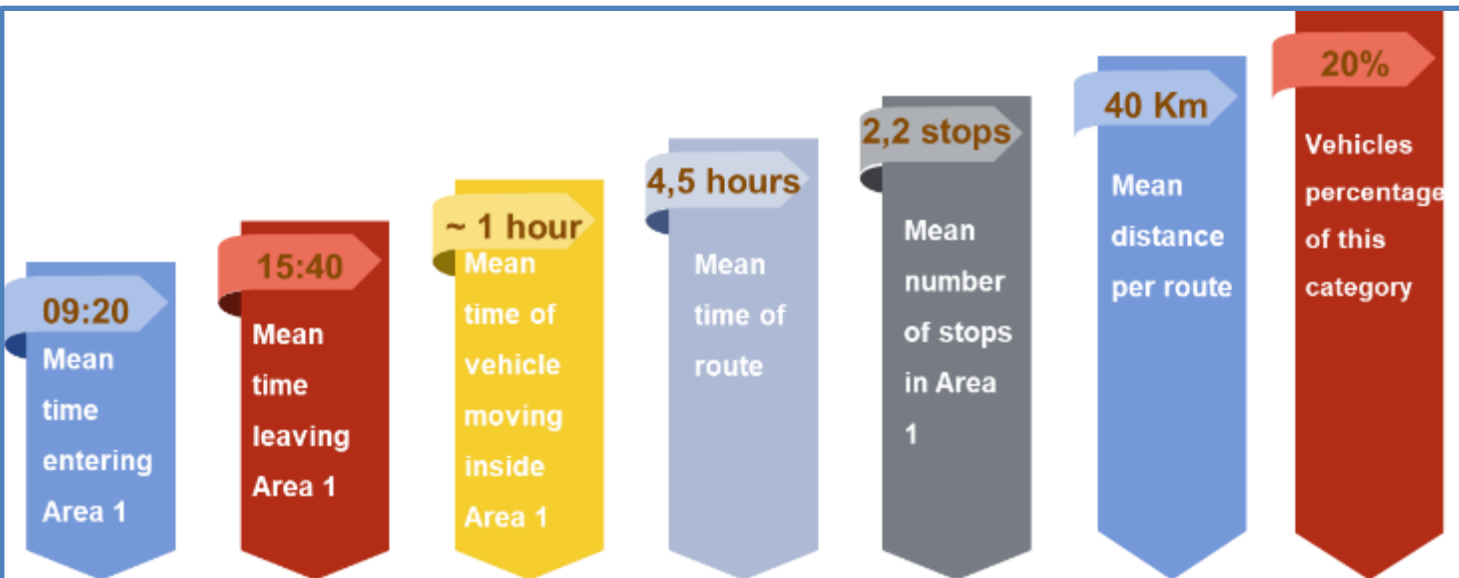 09:20
Mean
time
entering
Area 1
15:40
Mean
time
leaving
Area 1
~ 1 hour
Mean
time of
vehicle
moving
inside
Area 1
4,5 hours
Mean
time of
route
2,2 stops
Mean
number
of stops
in Area
1
40 Km
Mean
distance
per route
20%
Vehicles
percentage
of this
category